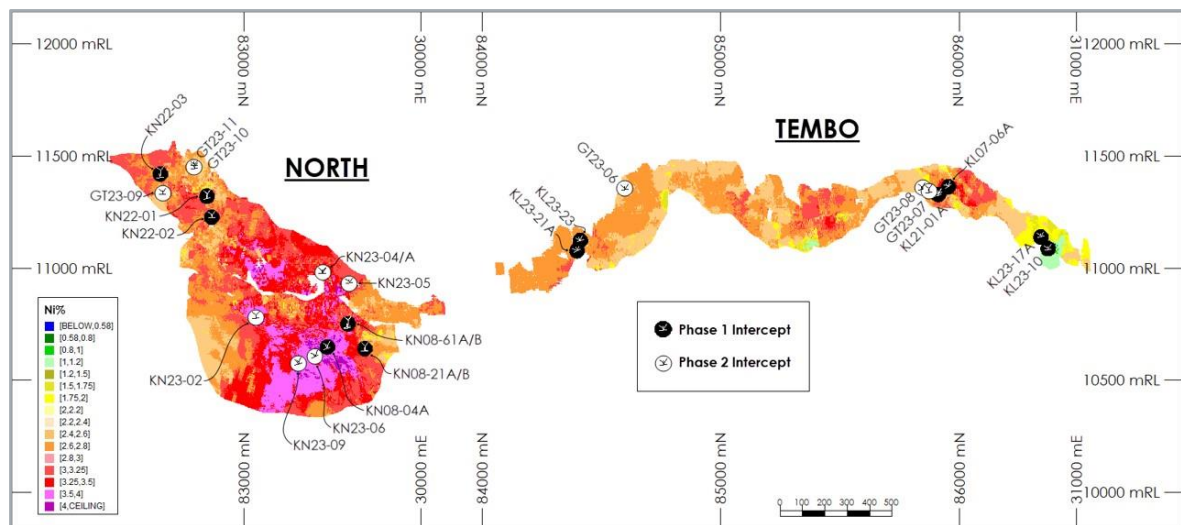 83000 mN
30000 mE
84000 mN
85000 mN
86000 mN
31000 mE
12000 mRL
12000 mRL
KN22-03
GT23-11
GT23-10
NORTH
TEMBO
KL07-06A
11500 mRL
11500 mRL
GT23-06
GT23-09
KN22-01
KN22-02
KL23-23
KL23-21A
GT23-08
GT23-07
KL21-01A
KN23-04/A
KN23-05
11000 mRL
11000 mRL
KL23-17A
KL23-10
Ni%
[BELOW,0.58]
[0.58,0.8]
[0.8,1]
[1,1.2]
[1.2,1.5]
[1.5,1.75]
[1.75,2]
[2,2.2]
[2.2,2.4]
[2.4,2.6]
[2.6,2.8]
[2.8,3]
[3,3.25]
[3.25,3.5]
[3.5,4]
[4,CEILING]
KN08-61A/B
KN23-02
KN08-21A/B
KN08-04A
KN23-06
KN23-09
Phase 1 Intercept
Phase 2 Intercept
10500 mRL
10500 mRL
83000 mN
30000 mE
84000 mN
85000 mN
86000 mN
31000 mE
0 100 200 300 400 500
10000 mRL
10000 mRL